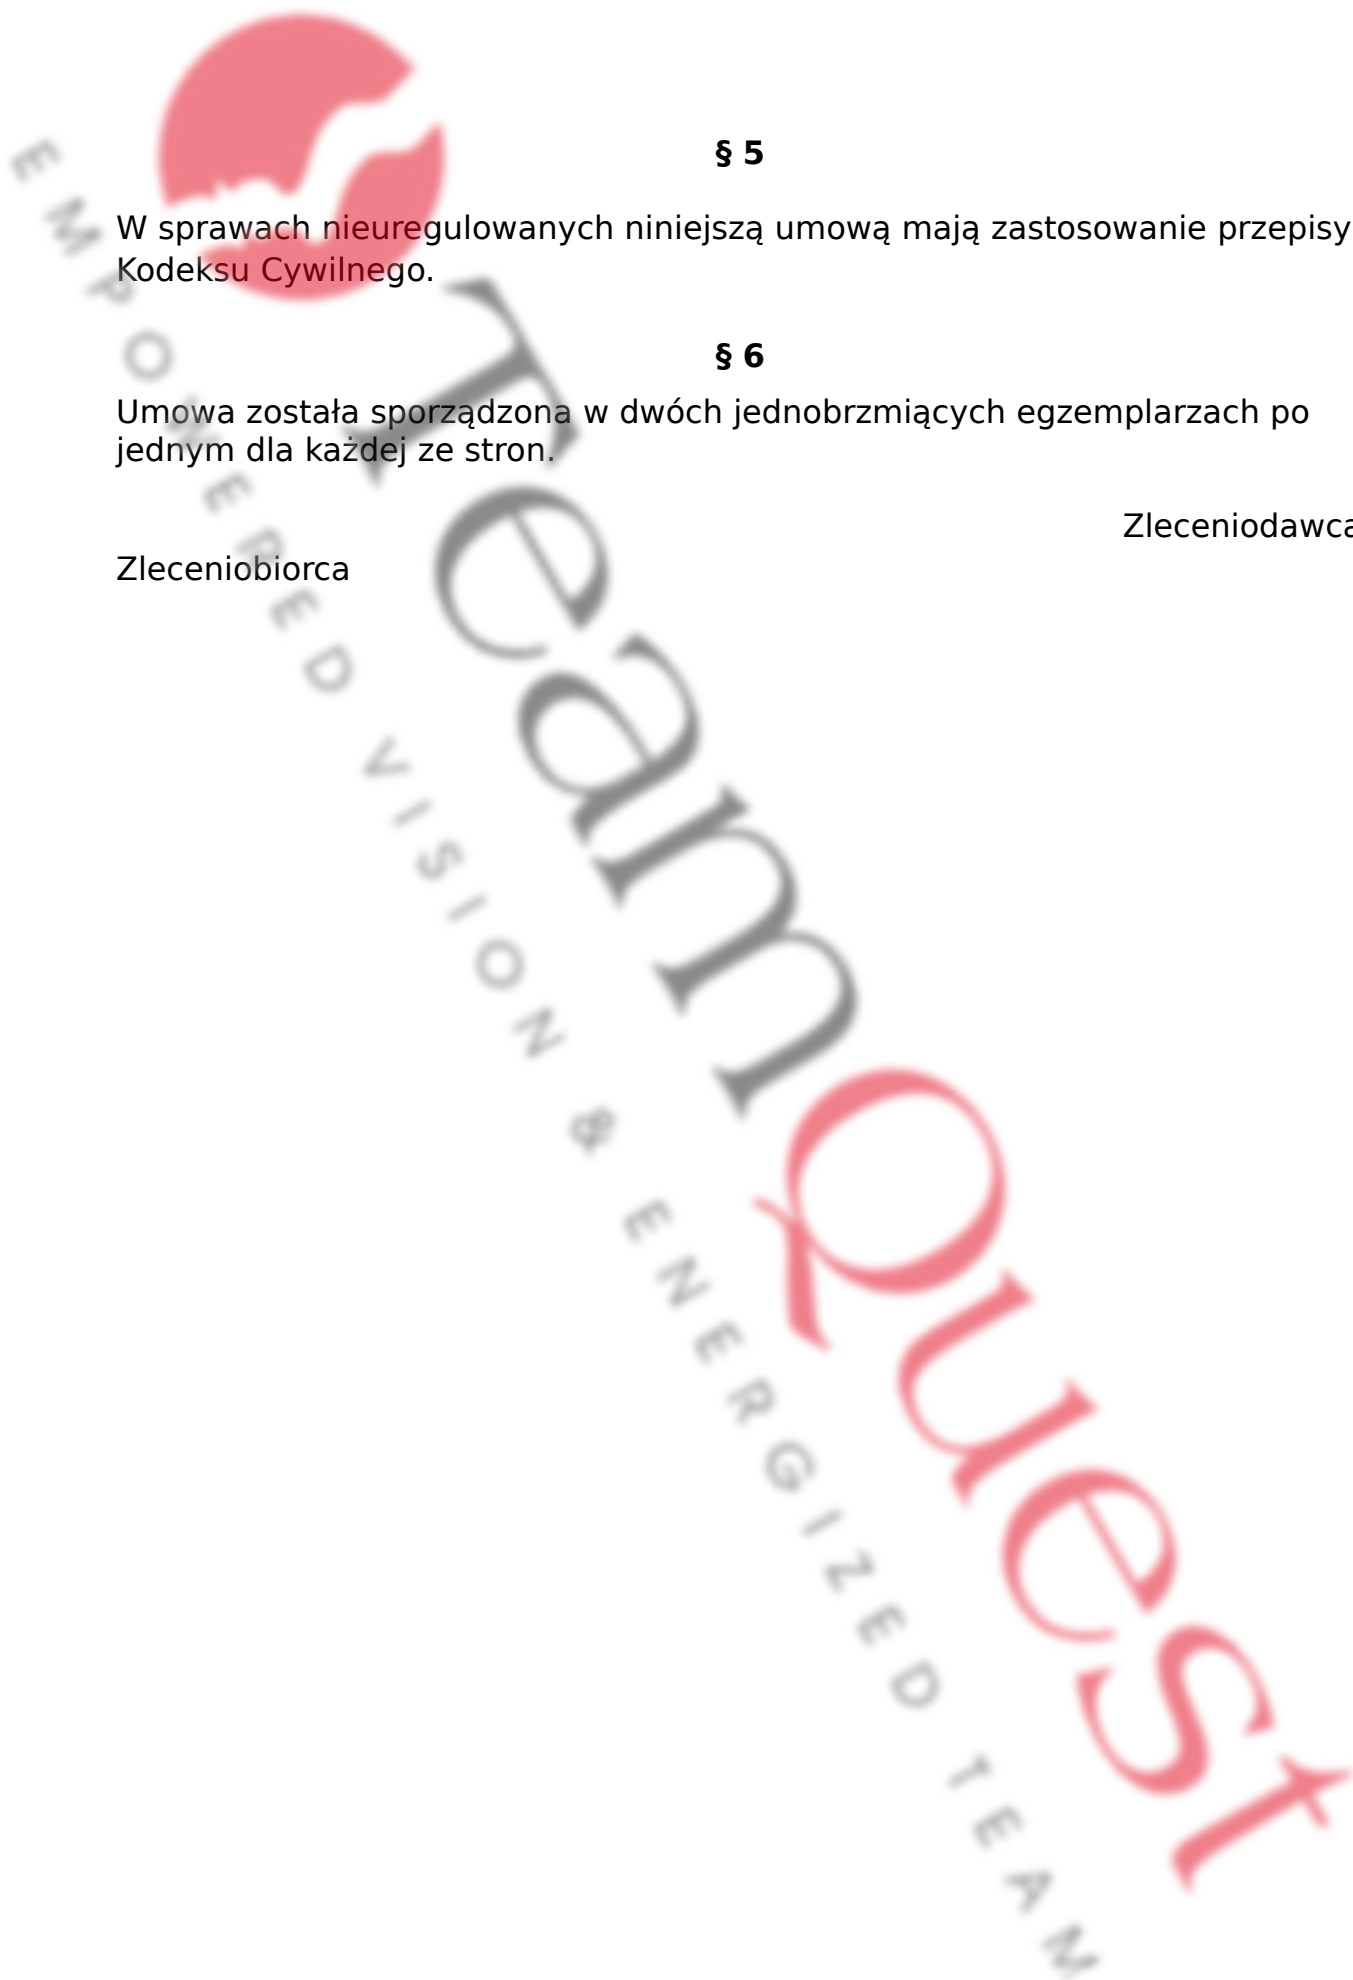 § 5
W sprawach nieuregulowanych niniejszą umową mają zastosowanie przepisy
Kodeksu Cywilnego.
§ 6
Umowa została sporządzona w dwóch jednobrzmiących egzemplarzach po
jednym dla każdej ze stron.
Zleceniodawca
Zleceniobiorca
TeamQuest
EMPOWERED VISION & ENERGIZED TEAM